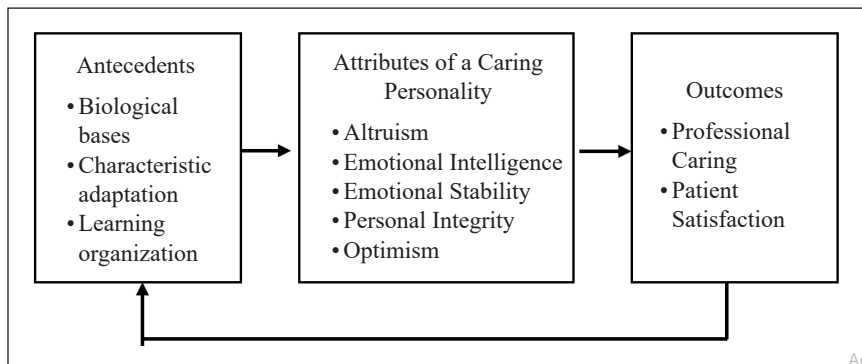 Antecedents
•Biological
bases
•Characteristic
adaptation
•Learning
organization
Attributes of a Caring
Personality
•Altruism
•Emotional Intelligence
•Emotional Stability
•Personal Integrity
•Optimism
Outcomes
•Professional
Caring
•Patient
Satisfaction